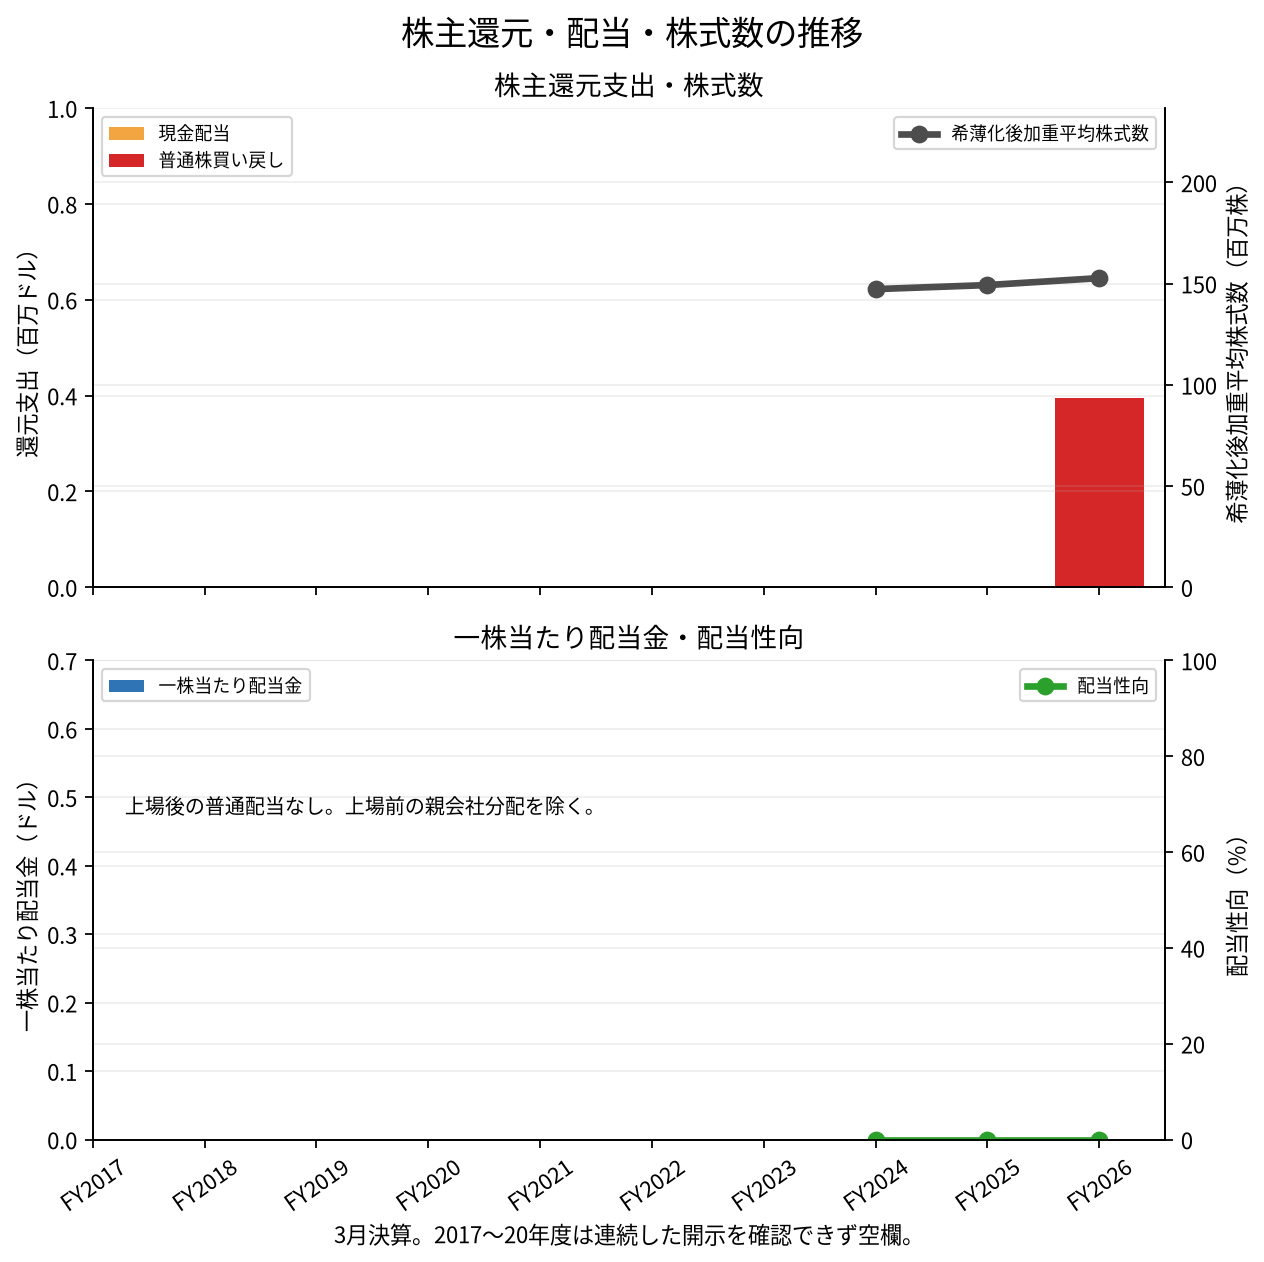 株主還元・配当・株式数の推移
株主還元支出・株式数
現金配当
普通株買い戻し
希薄化後加重平均株式数
還元支出（百万ドル）
1.0
0.8
0.6
0.4
0.2
0.0
200
150
100
50
0
希薄化後加重平均株式数（百万株）
一株当たり配当金・配当性向
一株当たり配当金
配当性向
上場後の普通配当なし。上場前の親会社分配を除く。
一株当たり配当金（ドル）
0.7
0.6
0.5
0.4
0.3
0.2
0.1
0.0
100
80
60
40
20
0
配当性向（%）
FY2017
FY2018
FY2019
FY2020
FY2021
FY2022
FY2023
FY2024
FY2025
FY2026
3月決算。2017～20年度は連続した開示を確認できず空欄。